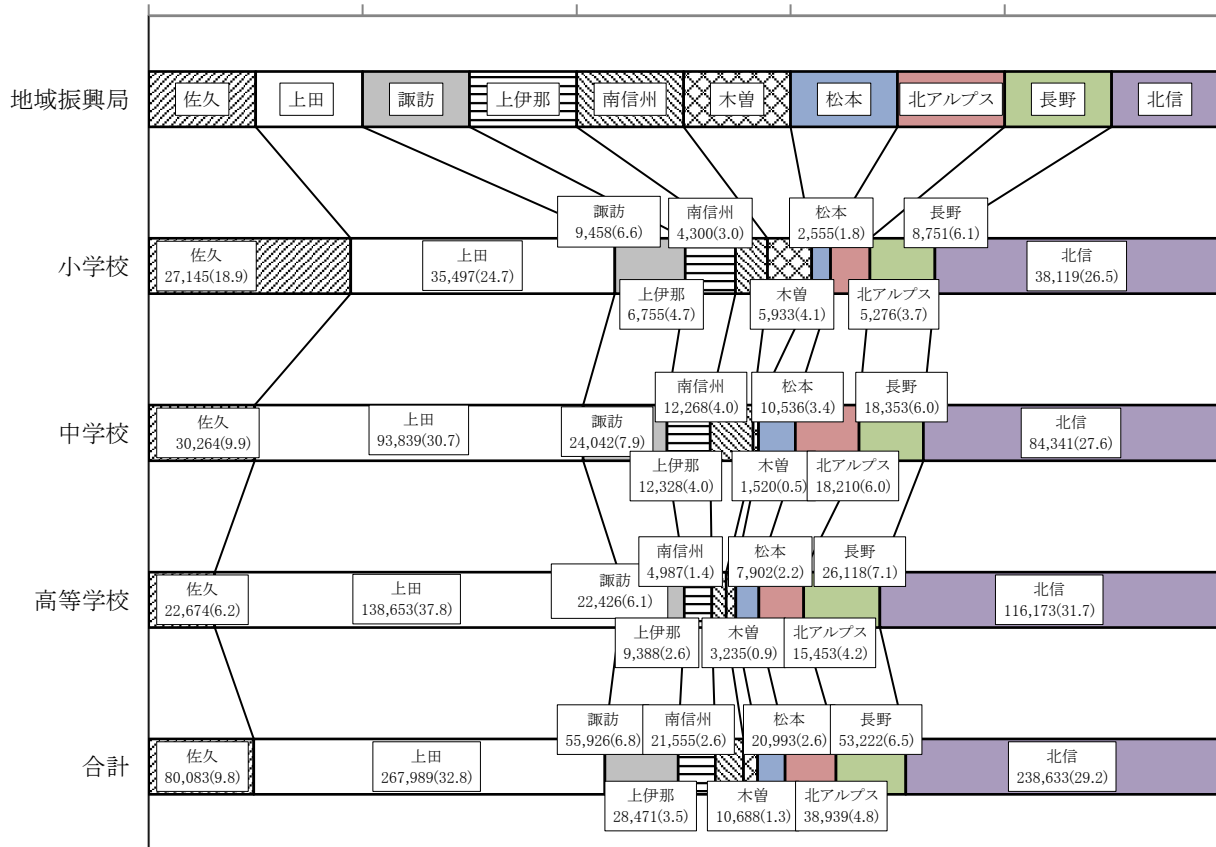 地域振興局
佐久
上田
諏訪
上伊那
南信州
木曽
松本
北アルプス
長野
北信
小学校
佐久
27,145(18.9)
上田
35,497(24.7)
諏訪
9,458(6.6)
上伊那
6,755(4.7)
南信州
4,300(3.0)
木曽
5,933(4.1)
松本
2,555(1.8)
北アルプス
5,276(3.7)
長野
8,751(6.1)
北信
38,119(26.5)
中学校
佐久
30,264(9.9)
上田
93,839(30.7)
諏訪
24,042(7.9)
上伊那
12,328(4.0)
南信州
12,268(4.0)
木曽
1,520(0.5)
松本
10,536(3.4)
北アルプス
18,210(6.0)
長野
18,353(6.0)
北信
84,341(27.6)
高等学校
佐久
22,674(6.2)
上田
138,653(37.8)
諏訪
22,426(6.1)
上伊那
9,388(2.6)
南信州
4,987(1.4)
木曽
3,235(0.9)
松本
7,902(2.2)
北アルプス
15,453(4.2)
長野
26,118(7.1)
北信
116,173(31.7)
合計
佐久
80,083(9.8)
上田
267,989(32.8)
諏訪
55,926(6.8)
上伊那
28,471(3.5)
南信州
21,555(2.6)
木曽
10,688(1.3)
松本
20,993(2.6)
北アルプス
38,939(4.8)
長野
53,222(6.5)
北信
238,633(29.2)